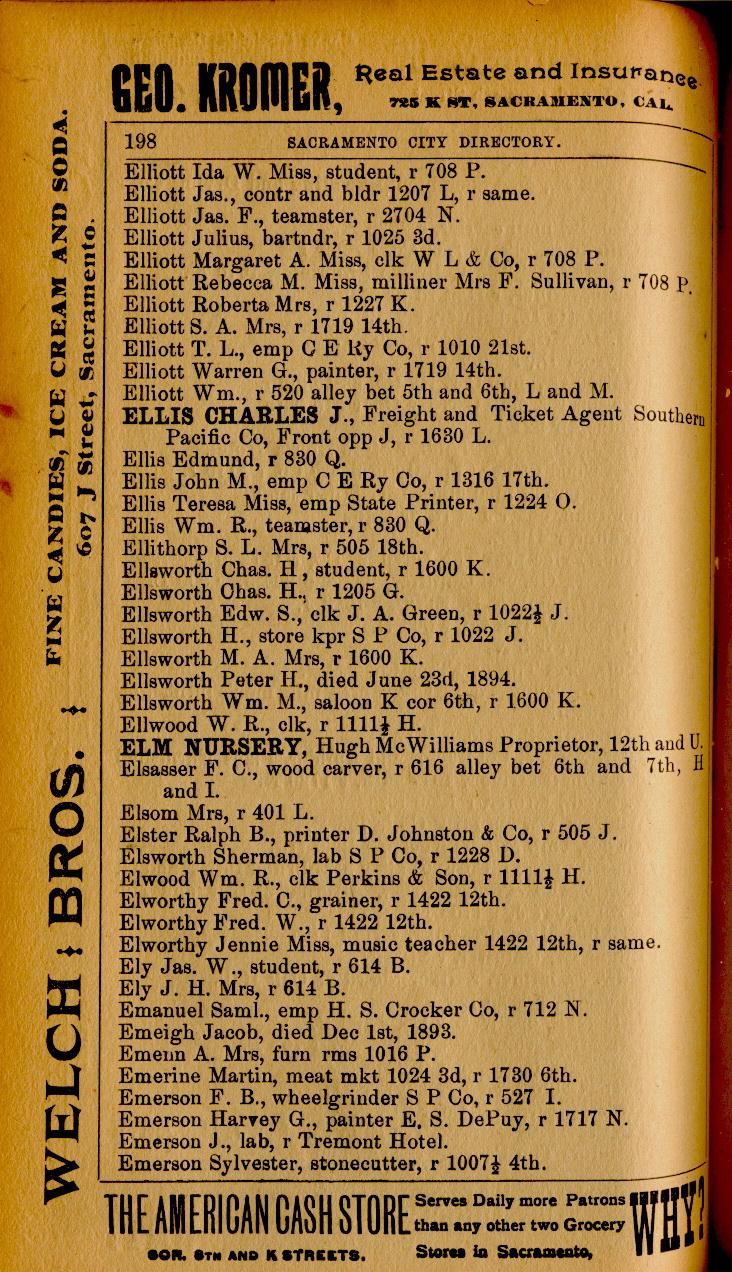 GEO. KROMER, Real Estate and Insurance
725 K ST, SACRAMENTO, CAL.
198 SACRAMENTO CITY DIRECTORY.
Elliott Ida W. Miss, student, r 708 P.
Elliott Jas., contr and bldr 1207 L, r same.
Elliott Jas. F., teamster, r 2704 N.
Elliott Julius, bartndr, r 1025 3d.
Elliott Margaret A. Miss, clk W L & Co, r 708 P.
Elliott Rebecca M. Miss, milliner Mrs F. Sullivan, r 708 P.
Elliott Roberta Mrs, r 1227 K.
Elliott S. A. Mrs, r 1719 14th.
Elliott T. L., emp C E Ry Co, r 1010 21st.
Elliott Warren G., painter, r 1719 14th.
Elliott Wm., r 520 alley bet 5th and 6th, L and M.
ELLIS CHARLES J., Freight and Ticket Agent Southern
Pacific Co, Front opp J, r 1630 L.
Ellis Edmund, r 830 Q.
Ellis John M., emp C E Ry Co, r 1316 17th.
Ellis Teresa Miss, emp State Printer, r 1224 O.
Ellis Wm. R., teamster, r 830 Q.
Ellithorp S. L. Mrs, r 505 18th.
Ellsworth Chas. H , student, r 1600 K.
Ellsworth Chas. H., r 1205 G.
Ellsworth Edw. S., clk J. A. Green, r 1022½ J.
Ellsworth H., store kpr S P Co, r 1022 J.
Ellsworth M. A. Mrs, r 1600 K.
Ellsworth Peter H., died June 23d, 1894.
Ellsworth Wm. M., saloon K cor 6th, r 1600 K.
Ellwood W. R., clk, r 1111½ H.
ELM NURSERY, Hugh McWilliams Proprietor, 12th and U.
Elsasser F. C., wood carver, r 616 alley bet 6th and 7th, H
and I.
Elsom Mrs, r 401 L.
Elster Ralph B., printer D. Johnston & Co, r 505 J.
Elsworth Sherman, lab S P Co, r 1228 D.
Elwood Wm. R., clk Perkins & Son, r 1111½ H.
Elworthy Fred. C., grainer, r 1422 12th.
Elworthy Fred. W., r 1422 12th.
Elworthy Jennie Miss, music teacher 1422 12th, r same.
Ely Jas. W., student, r 614 B.
Ely J. H. Mrs, r 614 B.
Emanuel Saml., emp H. S. Crocker Co, r 712 N.
Emeigh Jacob, died Dec 1st, 1893.
Emenn A. Mrs, furn rms 1016 P.
Emerine Martin, meat mkt 1024 3d, r 1730 6th.
Emerson F. B., wheelgrinder S P Co, r 527 I.
Emerson Harvey G., painter E. S. DePuy, r 1717 N.
Emerson J., lab, r Tremont Hotel.
Emerson Sylvester, stonecutter, r 1007½ 4th.
WELCH BROS. FINE CANDIES, ICE CREAM AND SODA.
607 J Street, Sacramento.
THE AMERICAN CASH STORE
COR. 8TH AND K STREETS.
Serves Daily more Patrons
than any other two Grocery
Stores in Sacramento,
WHY?